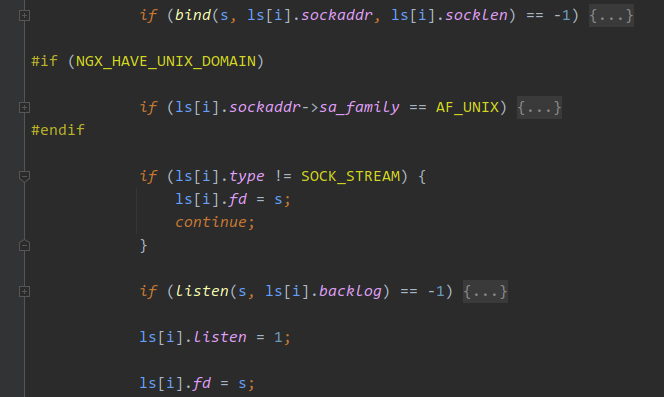 if (bind(s, ls[i].sockaddr, ls[i].socklen) == -1) {...}
#if (NGX_HAVE_UNIX_DOMAIN)
if (ls[i].sockaddr->sa_family == AF_UNIX) {...}
#endif
if (ls[i].type != SOCK_STREAM) {
ls[i].fd = s;
continue;
}
if (listen(s, ls[i].backlog) == -1) {...}
ls[i].listen = 1;
ls[i].fd = s;